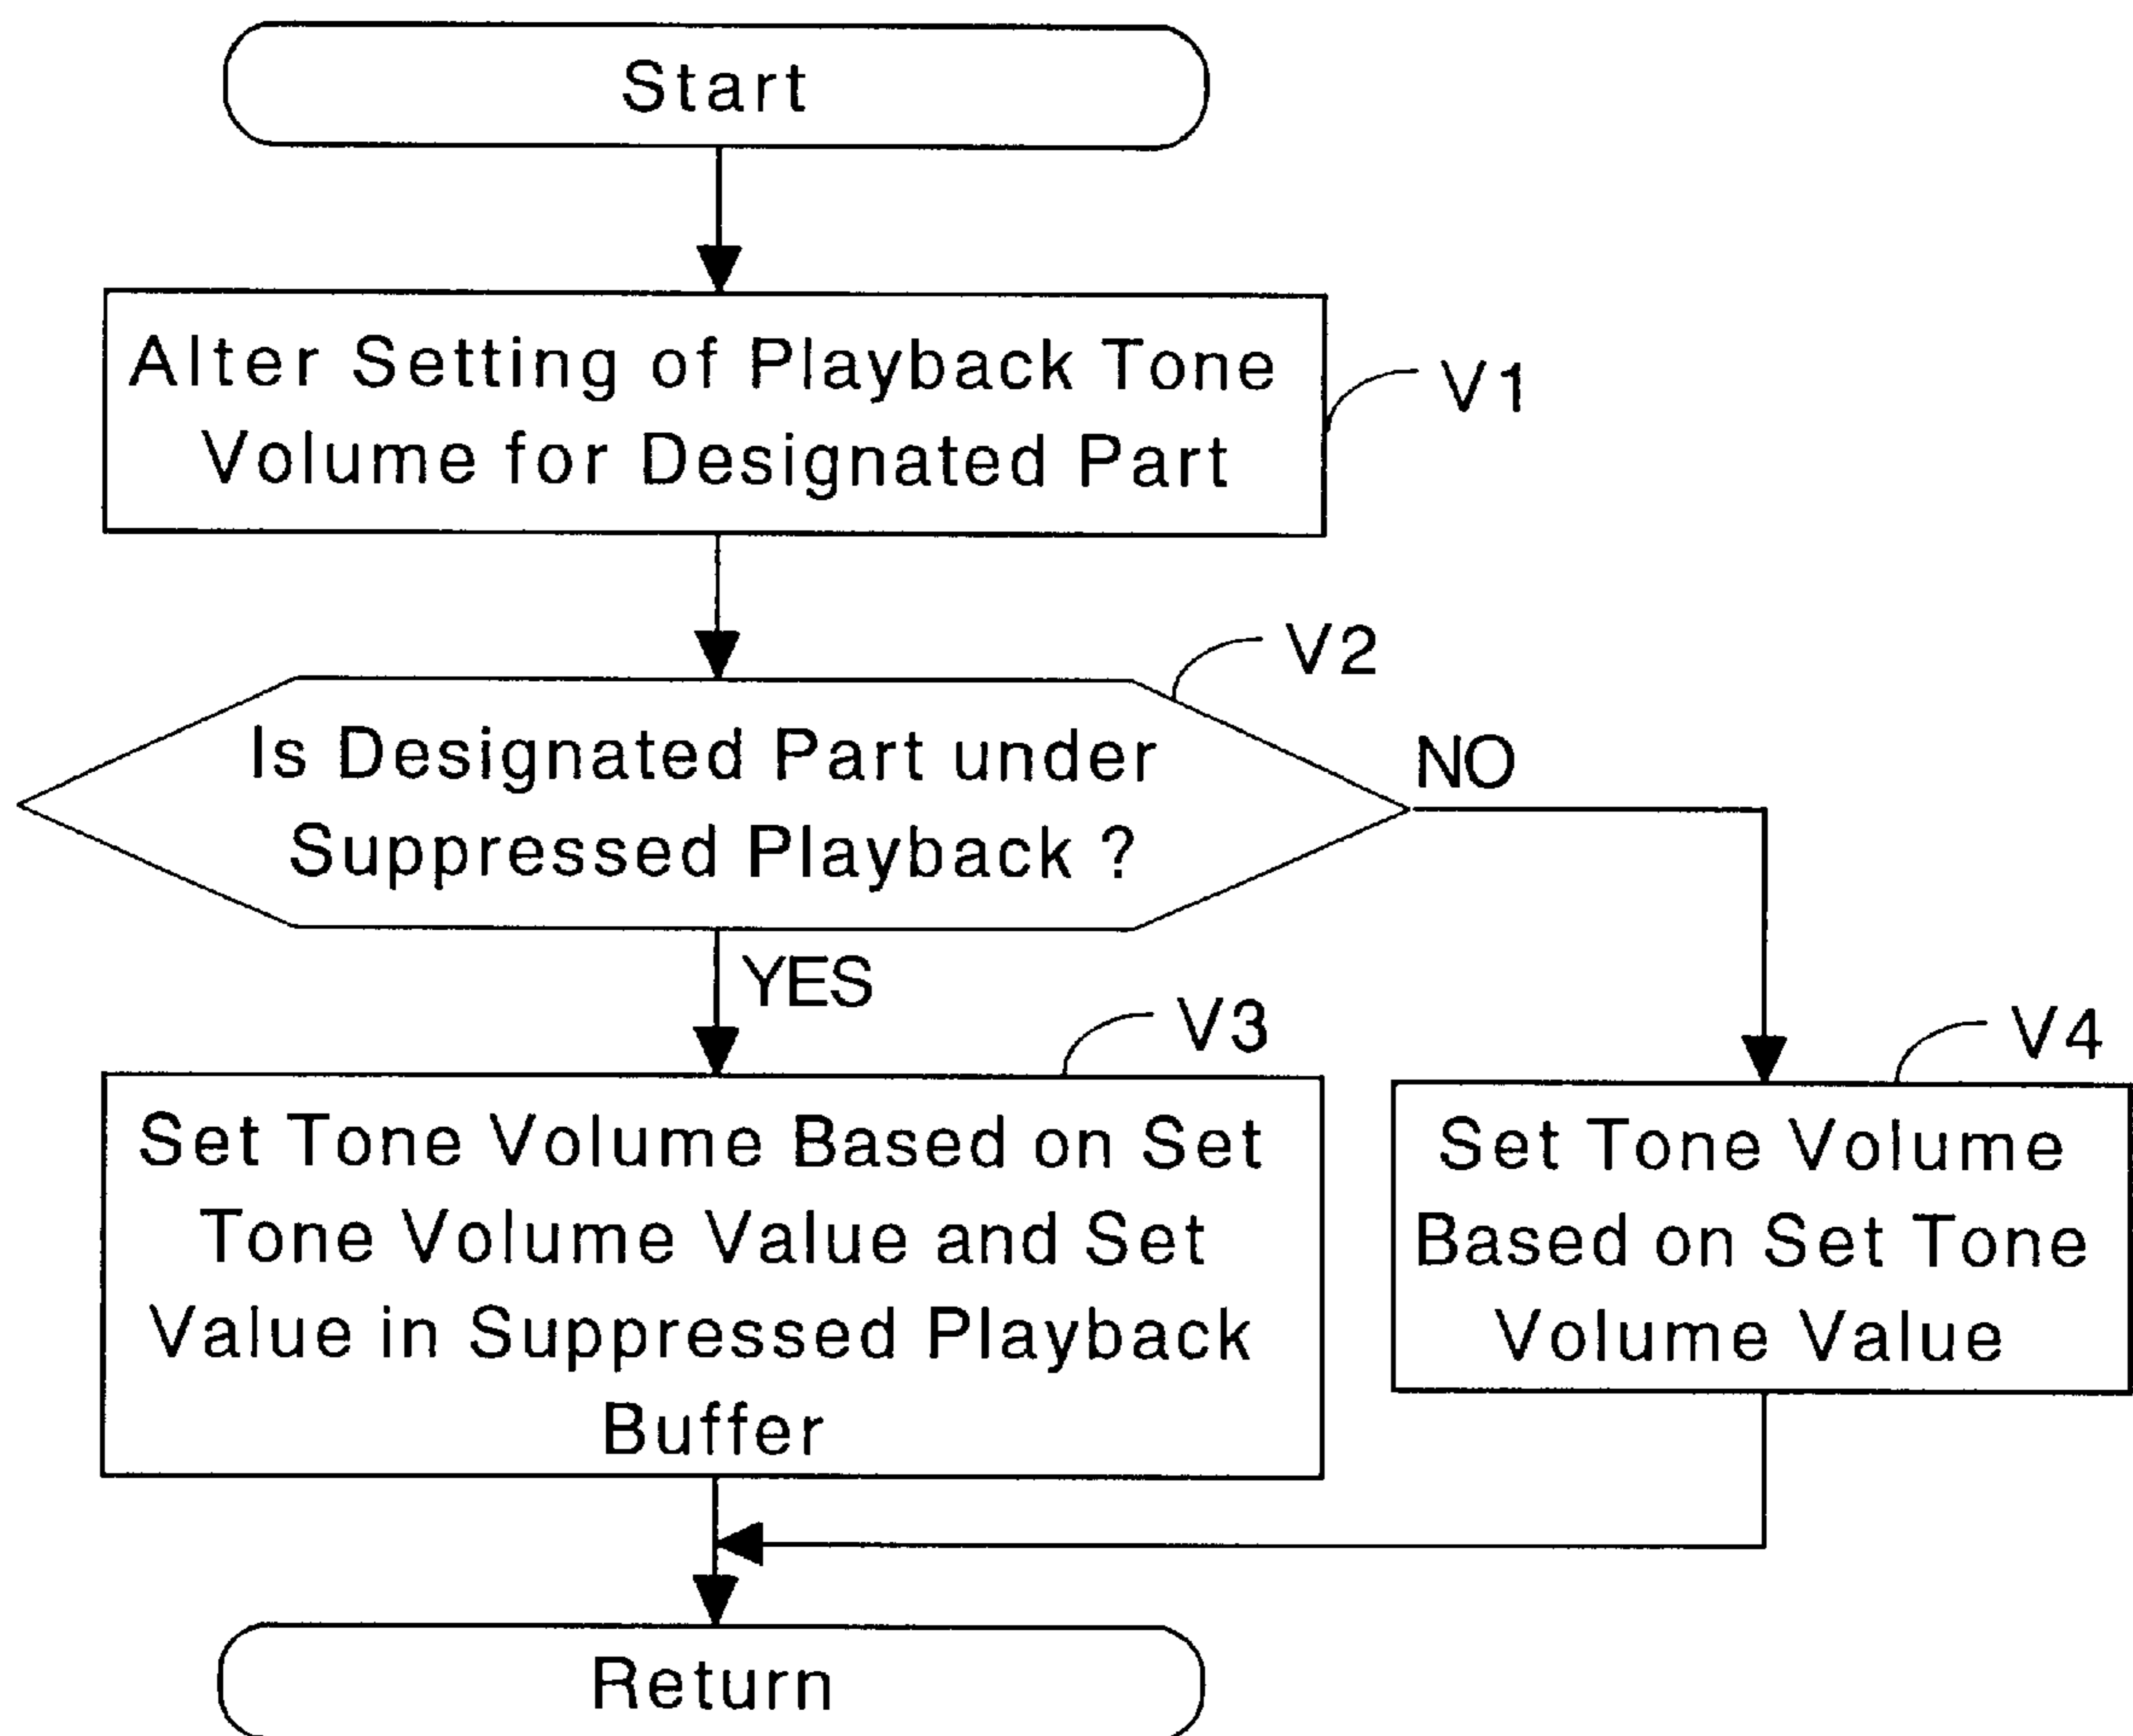 Start
Alter Setting of Playback Tone
Volume for Designated Part
V1
V2
Is Designated Part under
Suppressed Playback ?
NO
YES
V3
Set Tone Volume Based on Set
Tone Volume Value and Set
Value in Suppressed Playback
Buffer
V4
Set Tone Volume
Based on Set Tone
Volume Value
Return